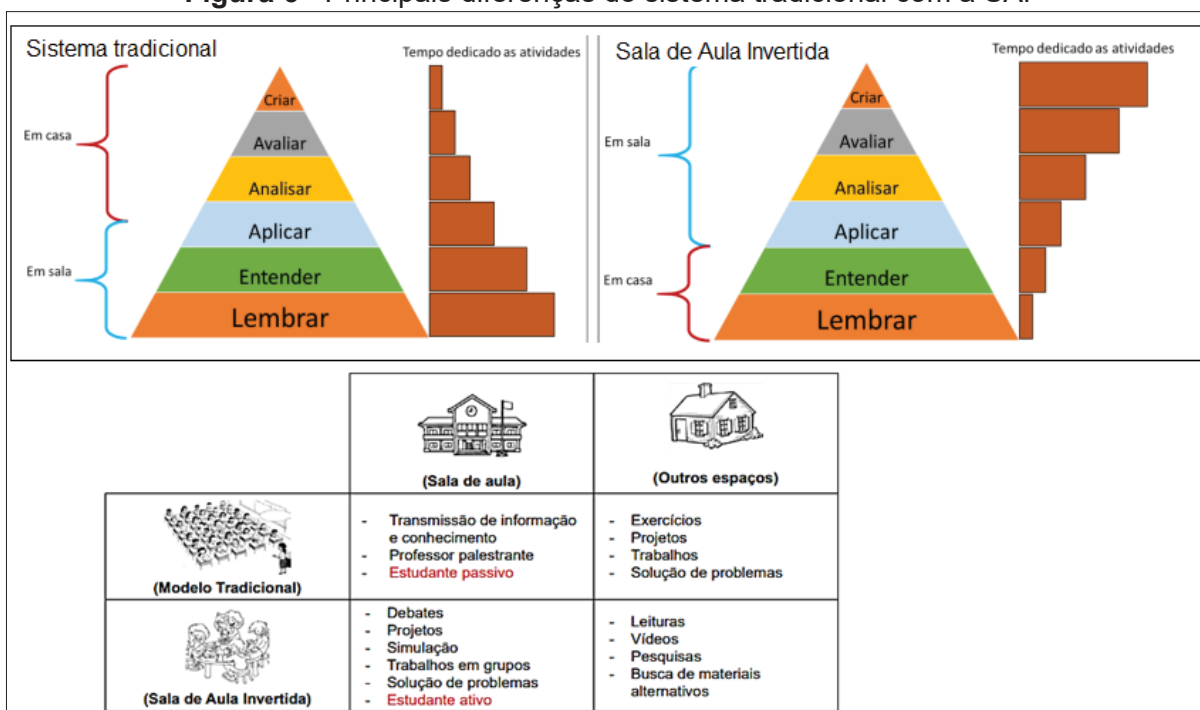 Sistema tradicional
Tempo dedicado as atividades
Em casa
Em sala
Criar
Avaliar
Analisar
Aplicar
Entender
Lembrar
Sala de Aula Invertida
Tempo dedicado as atividades
Em sala
Em casa
Criar
Avaliar
Analisar
Aplicar
Entender
Lembrar
(Sala de aula)
(Outros espaços)
(Modelo Tradicional)
- Transmissão de informação
e conhecimento
- Professor palestrante
- Estudante passivo
- Exercícios
- Projetos
- Trabalhos
- Solução de problemas
(Sala de Aula Invertida)
- Debates
- Projetos
- Simulação
- Trabalhos em grupos
- Solução de problemas
- Estudante ativo
- Leituras
- Vídeos
- Pesquisas
- Busca de materiais
alternativos